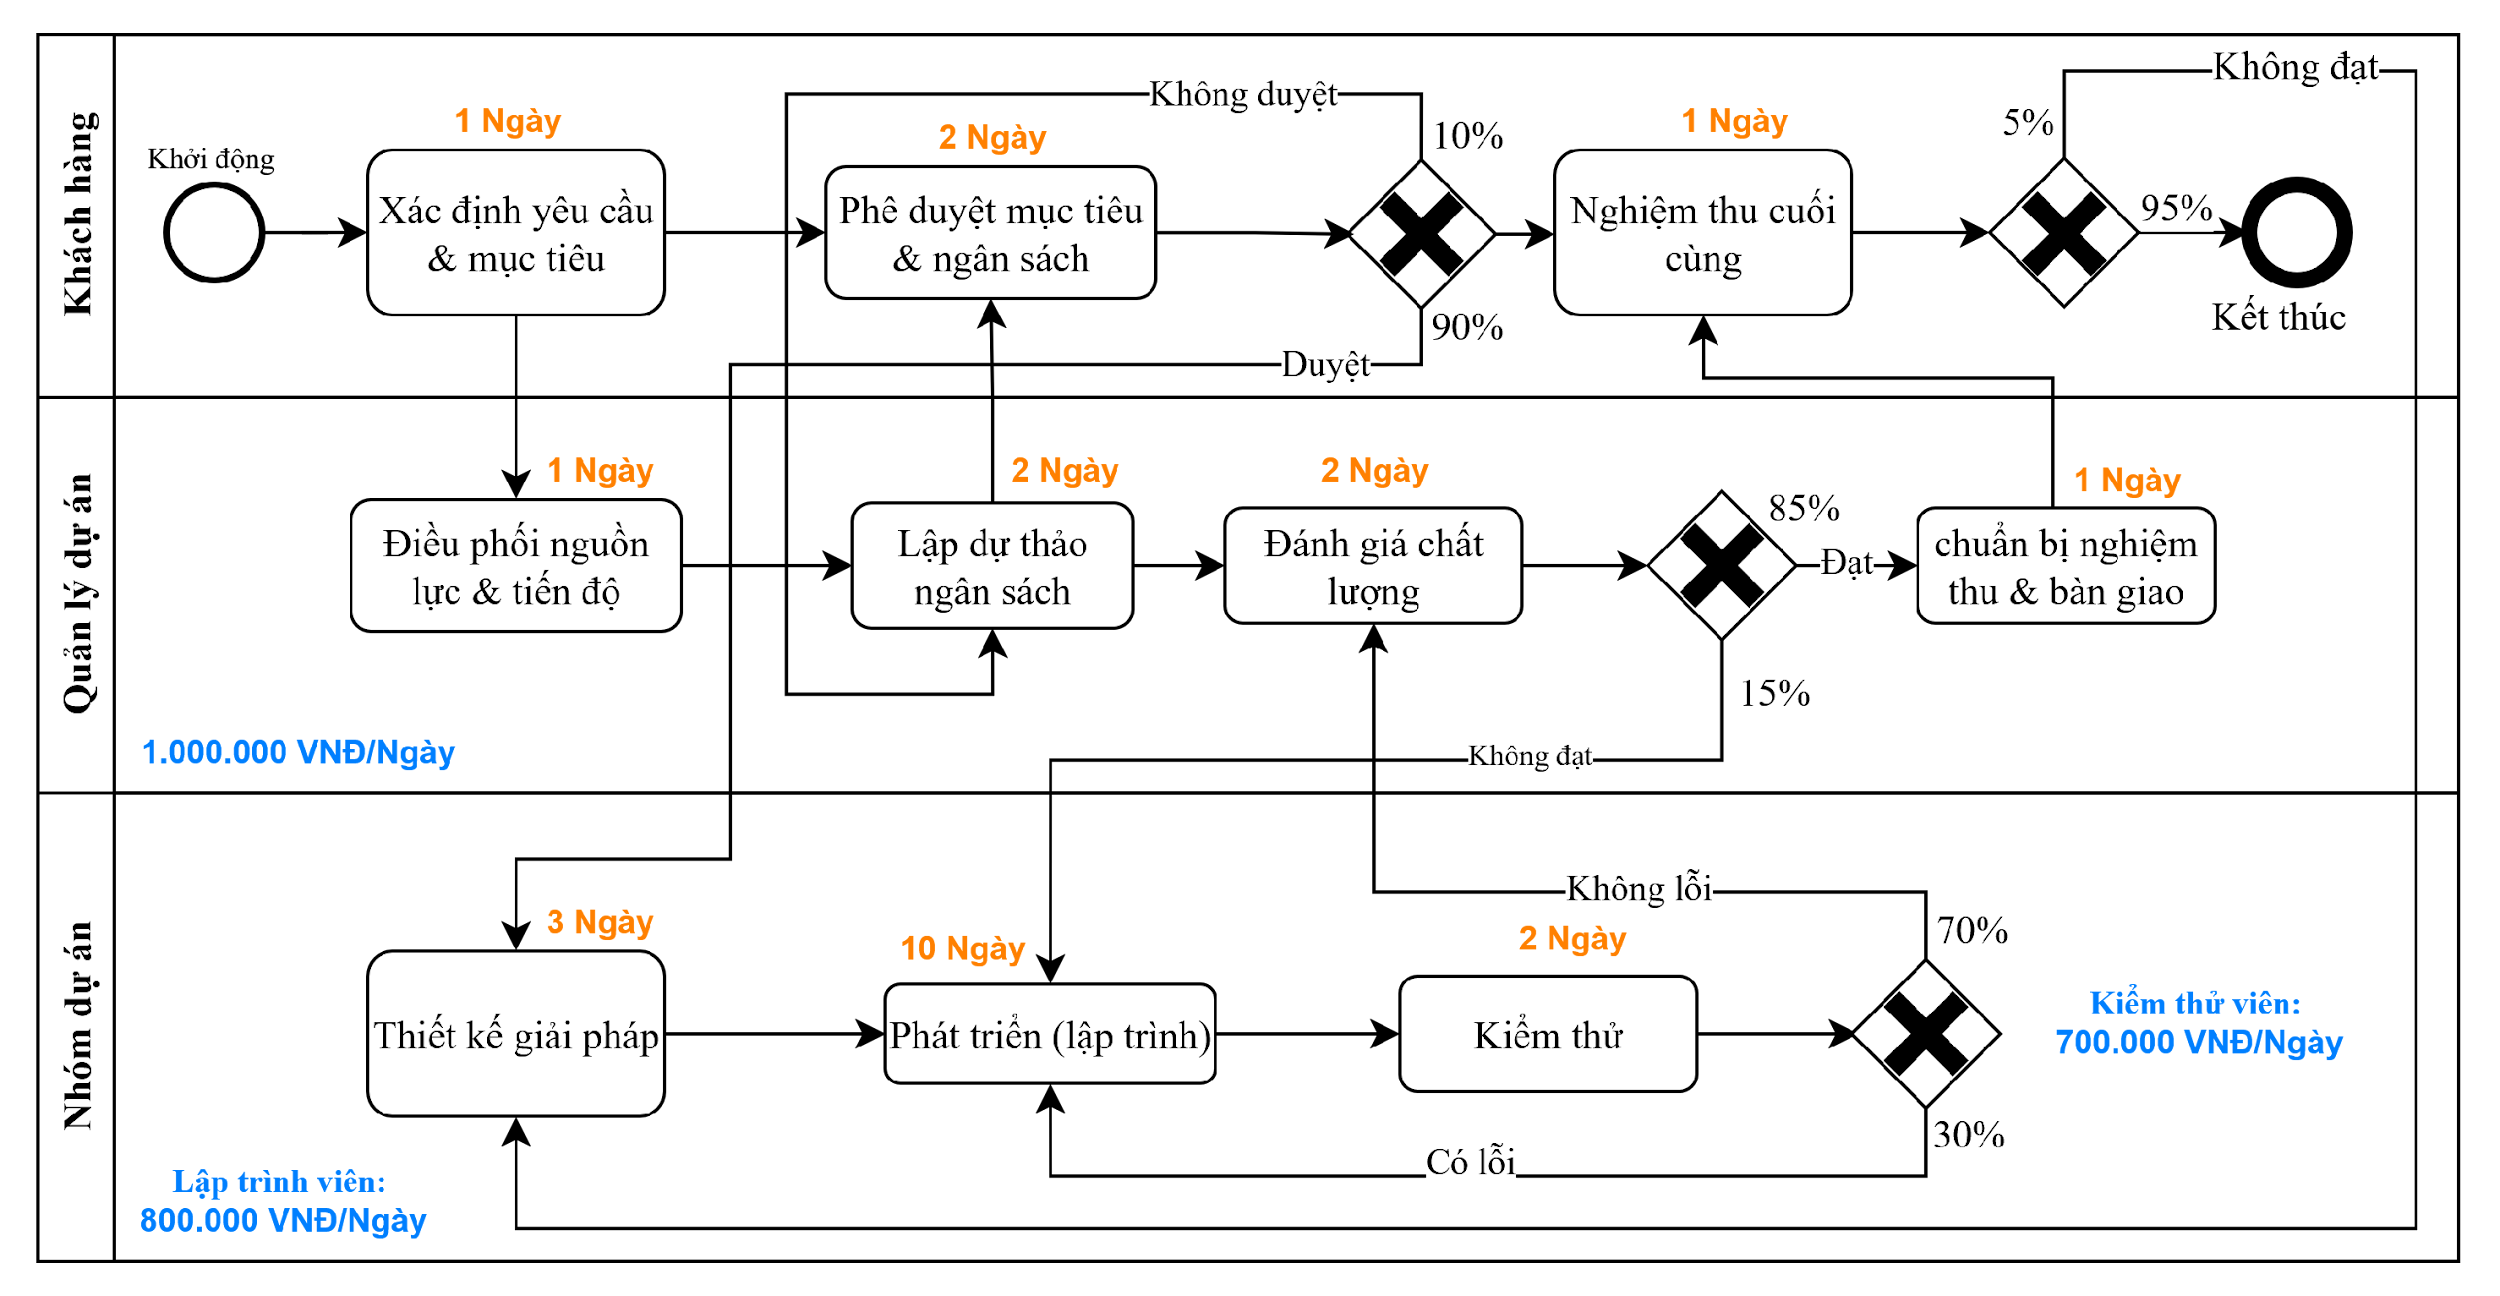 Khách hàng
Khởi động
1 Ngày
Xác định yêu cầu
& mục tiêu
2 Ngày
Phê duyệt mục tiêu
& ngân sách
Không duyệt
10%
90%
Duyệt
1 Ngày
Nghiệm thu cuối
cùng
5%
Không đạt
95%
Kết thúc
Quản lý dự án
1 Ngày
Điều phối nguồn
lực & tiến độ
2 Ngày
Lập dự thảo
ngân sách
2 Ngày
Đánh giá chất
lượng
85%
Đạt
15%
Không đạt
1 Ngày
chuẩn bị nghiệm
thu & bàn giao
1.000.000 VNĐ/Ngày
Nhóm dự án
3 Ngày
Thiết kế giải pháp
10 Ngày
Phát triển (lập trình)
2 Ngày
Kiểm thử
Không lỗi
70%
30%
Có lỗi
Kiểm thử viên:
700.000 VNĐ/Ngày
Lập trình viên:
800.000 VNĐ/Ngày